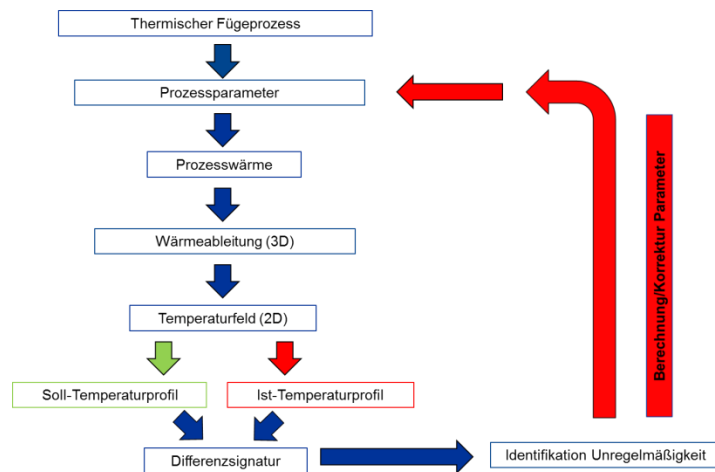 Thermischer Fügeprozess
Prozessparameter
Prozesswärme
Wärmeableitung (3D)
Temperaturfeld (2D)
Soll-Temperaturprofil
Ist-Temperaturprofil
Differenzsignatur
Identifikation Unregelmäßigkeit
Berechnung/Korrektur Parameter